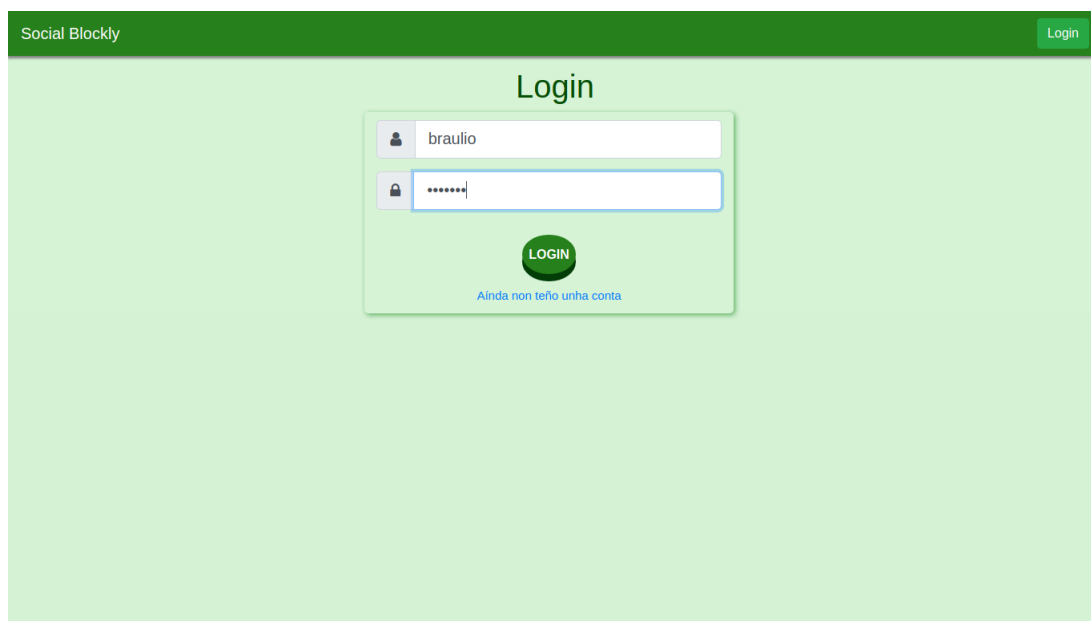 Social Blockly
Login
Login
braulio
•••••••
LOGIN
Aínda non teño unha conta